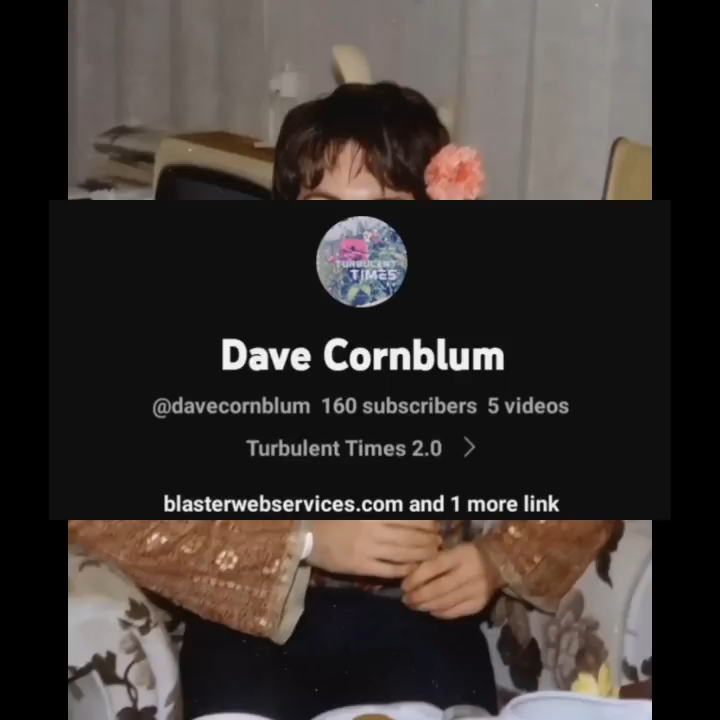 TURBULENT
TIMES
Dave Cornblum
@davecornblum 160 subscribers 5 videos
Turbulent Times 2.0
blasterwebservices.com and 1 more link